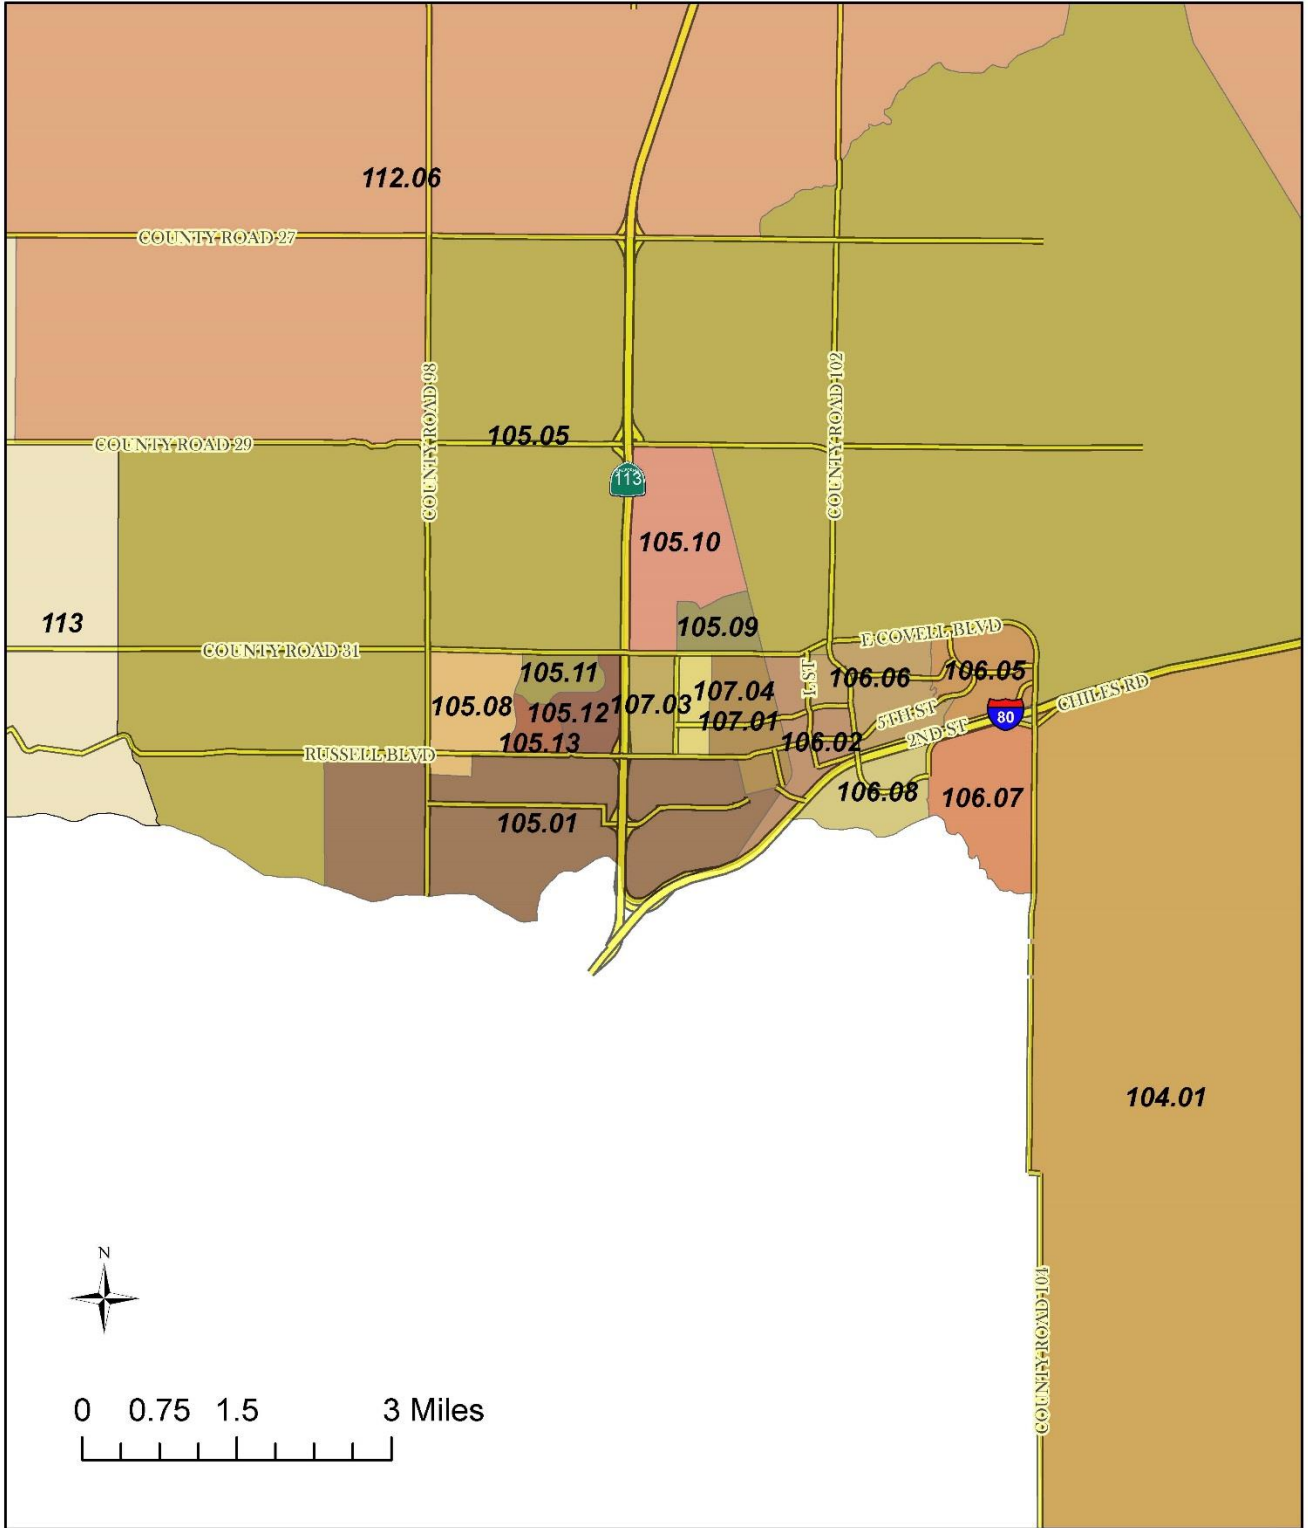 112.06
COUNTY ROAD 27
COUNTY ROAD 98
COUNTY ROAD 102
105.05
COUNTY ROAD 29
113
105.10
113
105.09
E COVELL BLVD
COUNTY ROAD 31
105.11
L ST
106.06
106.05
105.08
105.12
107.03
107.04
CHILES RD
107.01
5TH ST
80
105.13
106.02
2ND ST
RUSSELL BLVD
106.08
106.07
105.01
104.01
N
COUNTY ROAD 104
0 0.75 1.5 3 Miles